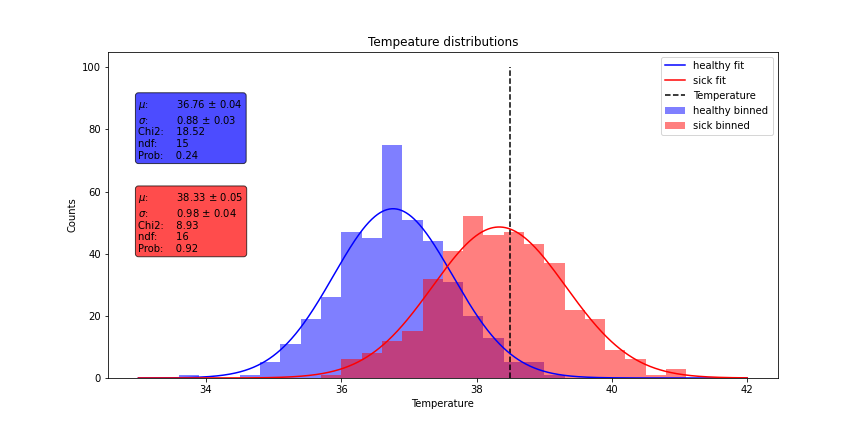 Tempeature distributions
100
80
60
40
20
0
Counts
34
36
38
40
42
Temperature
μ: 36.76 ± 0.04
σ: 0.88 ± 0.03
Chi2: 18.52
ndf: 15
Prob: 0.24
μ: 38.33 ± 0.05
σ: 0.98 ± 0.04
Chi2: 8.93
ndf: 16
Prob: 0.92
healthy fit
sick fit
Temperature
healthy binned
sick binned